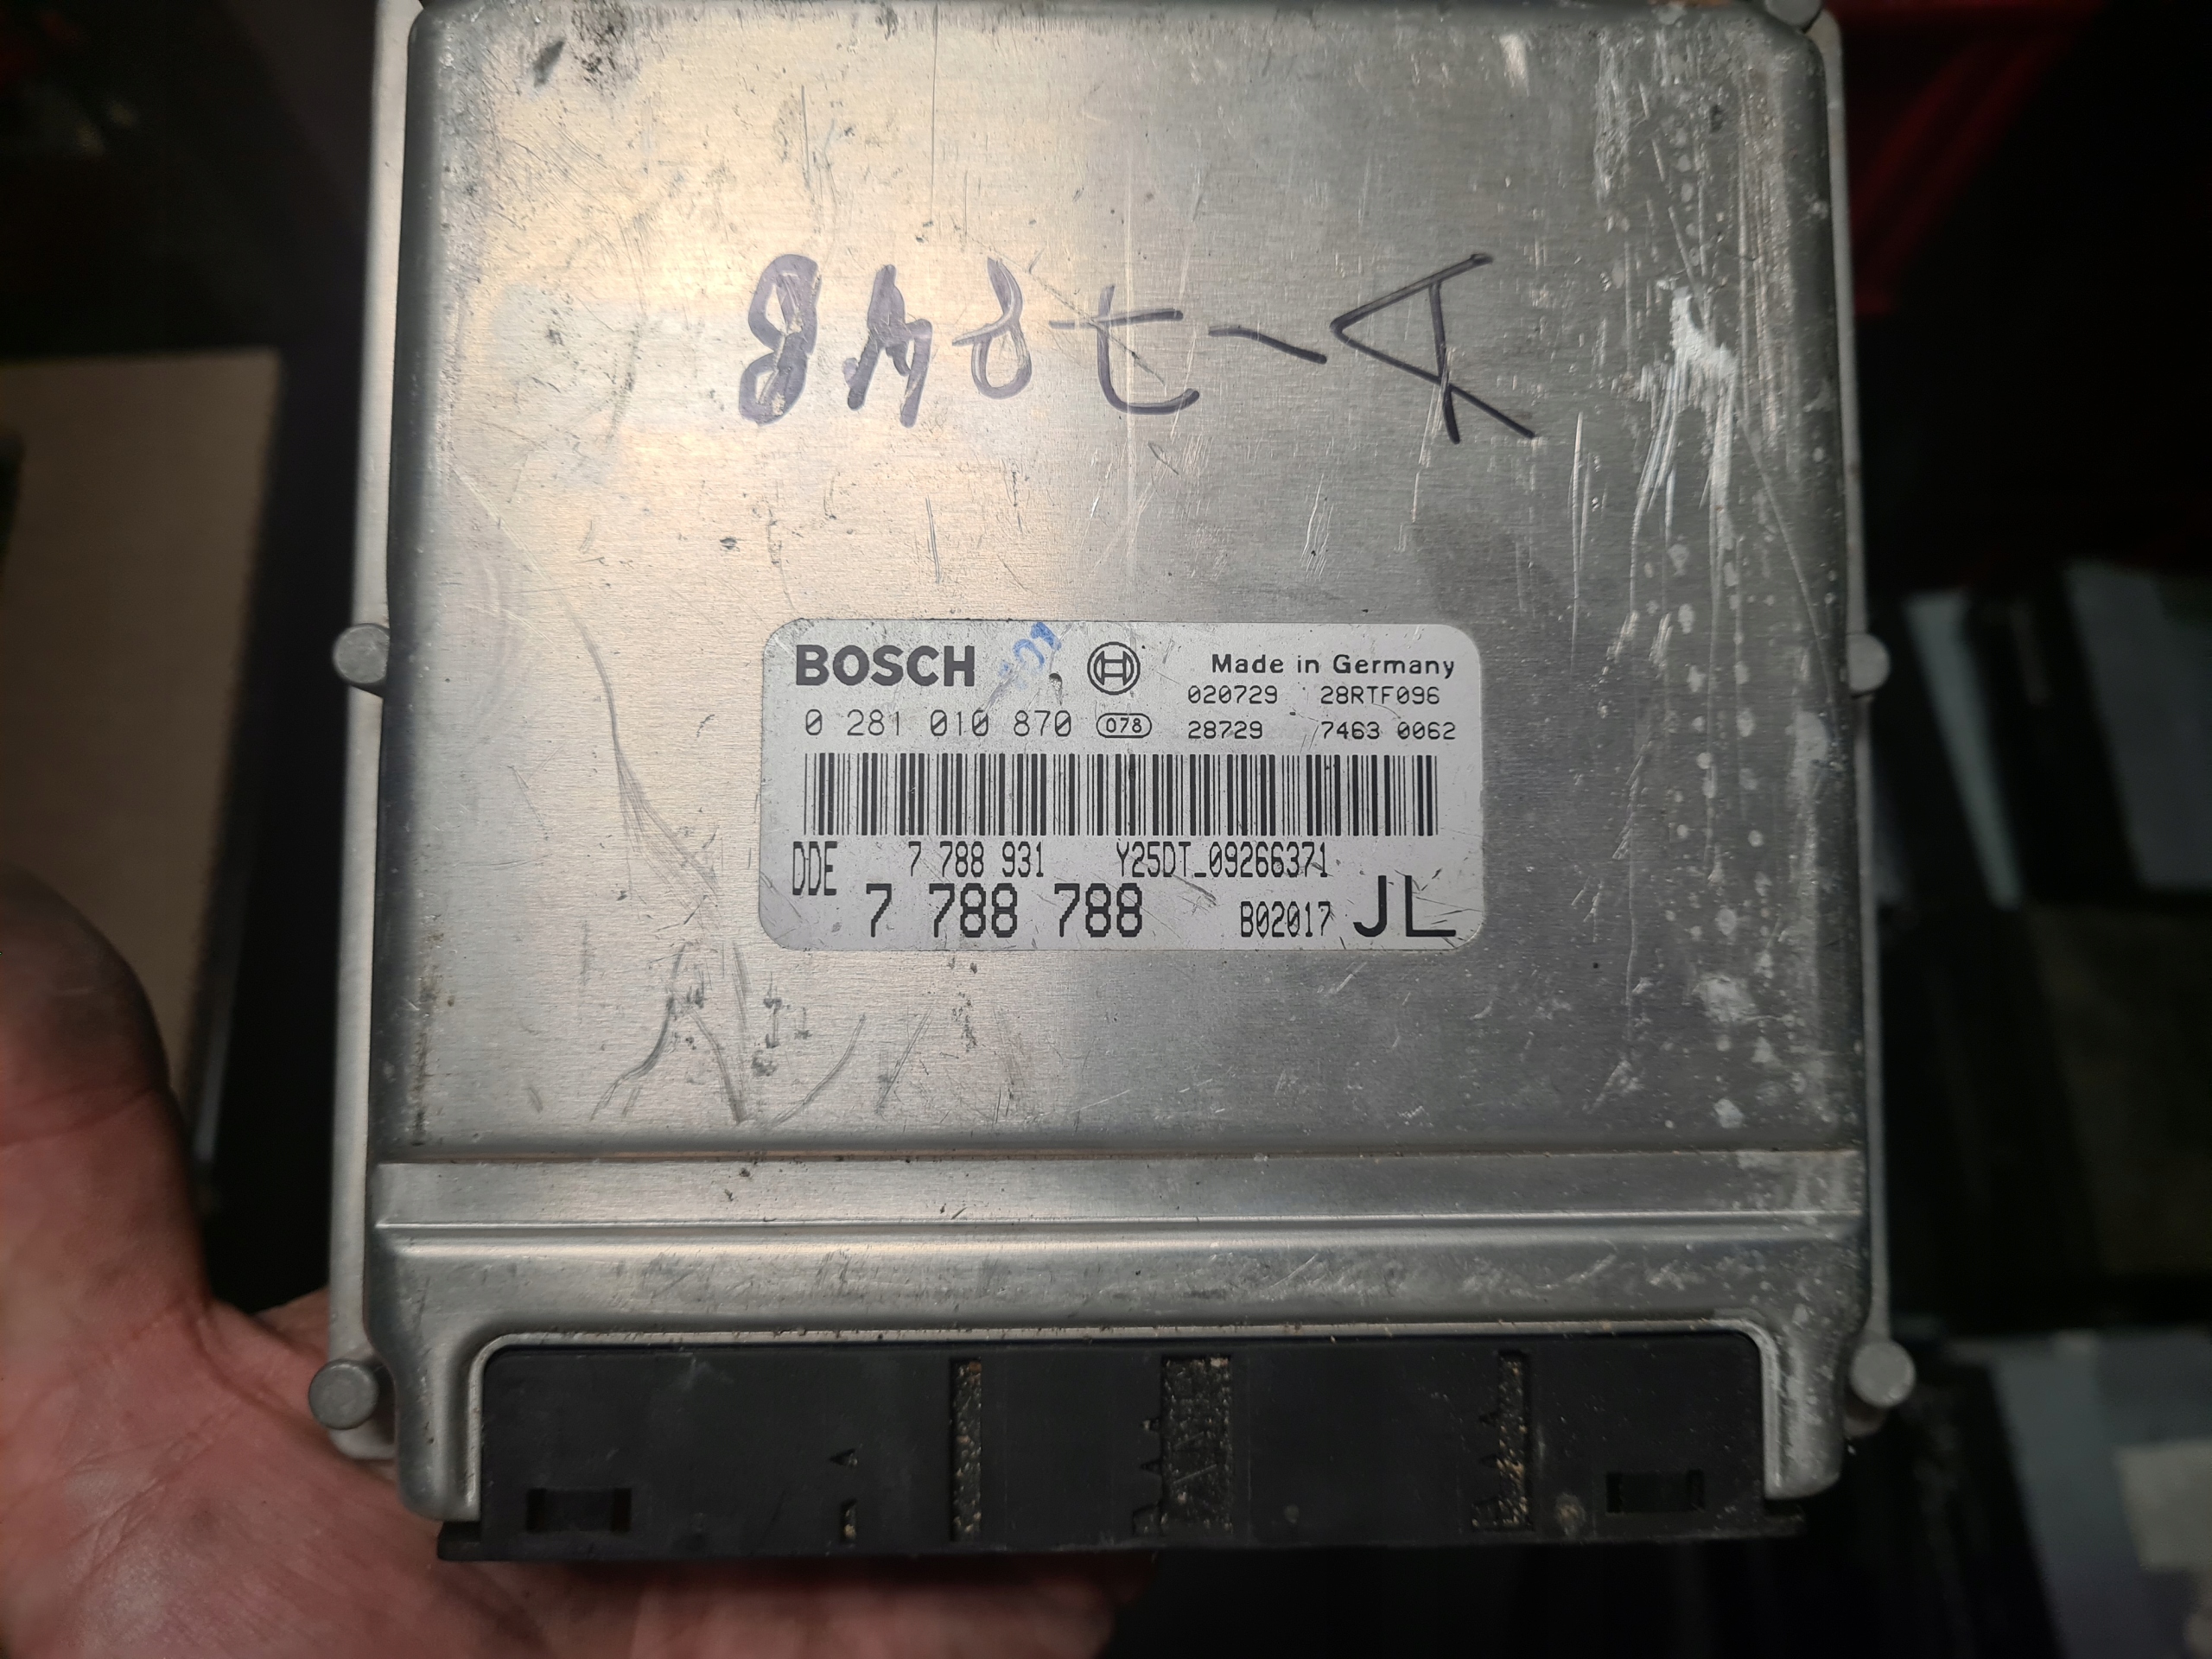 BOSCH
Made in Germany
020729 28RTF096
0 281 010 870 078 28729 7463 0062
DDE 7 788 931 Y25DT_09266371
7 788 788 B02017 JL